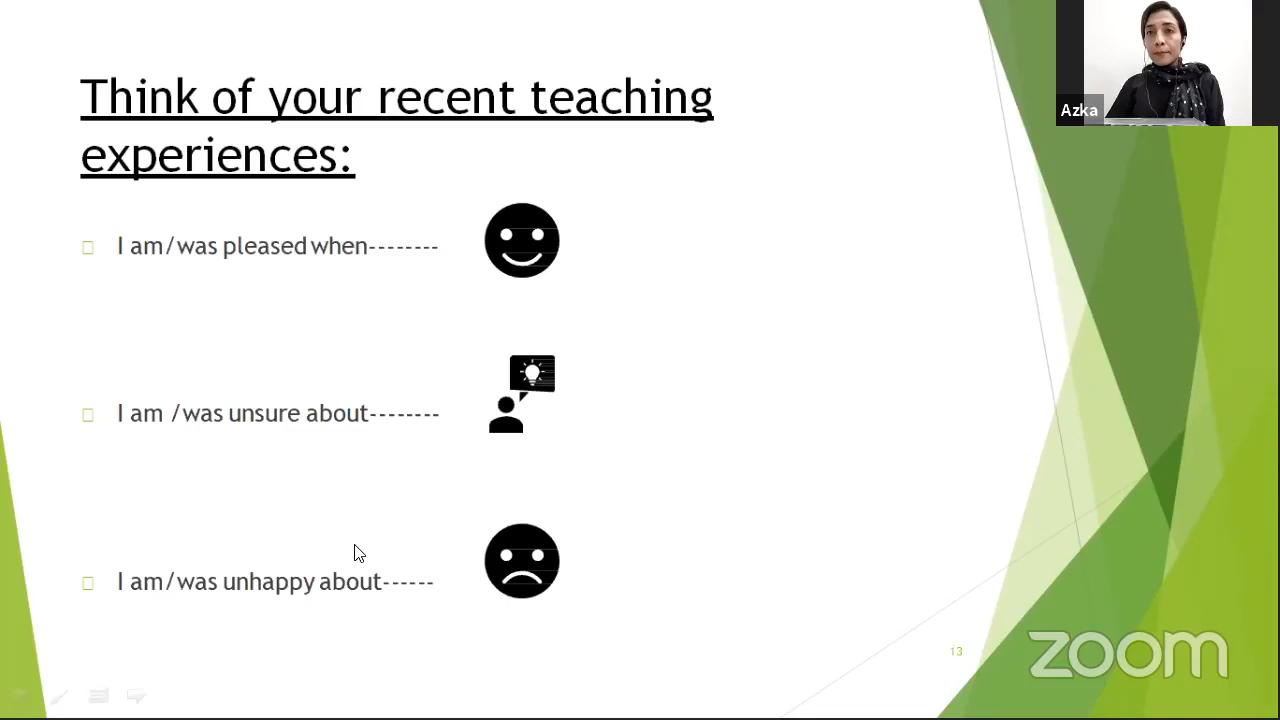 Think of your recent teaching
experiences:
Azka
I am/was pleased when--------
I am /was unsure about--------
I am/was unhappy about------
13
zoom